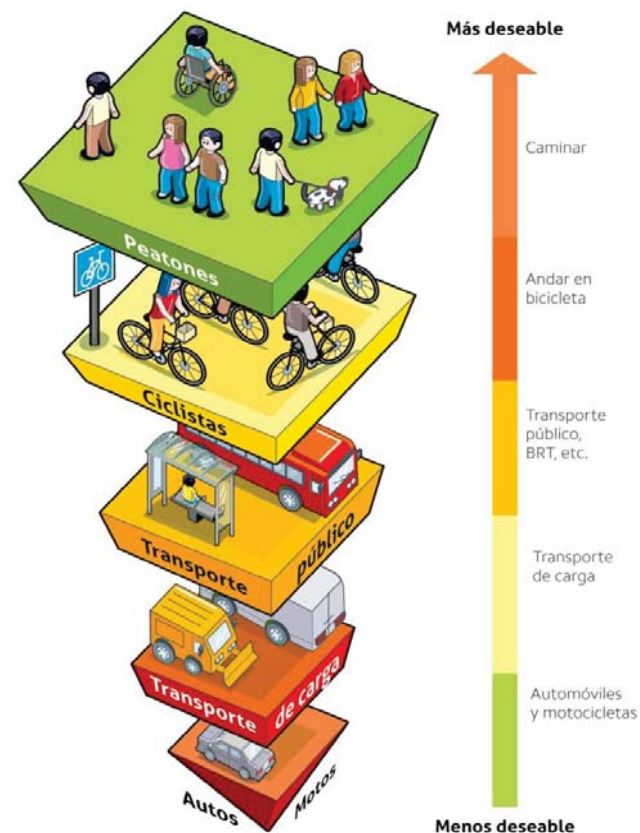 Más deseable
Caminar
Peatones
Andar en
bicicleta
Ciclistas
Transporte
público,
BRT, etc.
Transporte
público
Transporte
de carga
Transporte
de carga
Automóviles
y motocicletas
Autos
Motos
Menos deseable